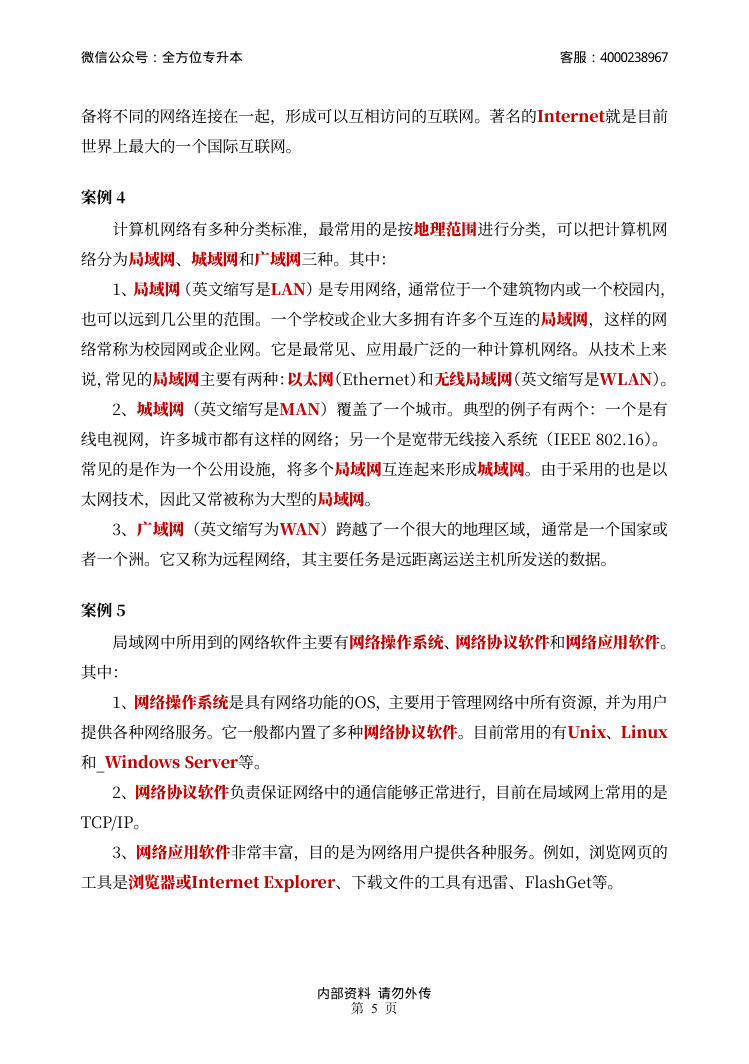 微信公众号：全方位专升本 客服：4000238967
备将不同的网络连接在一起，形成可以互相访问的互联网。著名的Internet就是目前
世界上最大的一个国际互联网。
案例 4
计算机网络有多种分类标准，最常用的是按地理范围进行分类，可以把计算机网
络分为局域网、城域网和广域网三种。其中：
1、局域网（英文缩写是LAN）是专用网络，通常位于一个建筑物内或一个校园内，
也可以远到几公里的范围。一个学校或企业大多拥有许多个互连的局域网，这样的网
络常称为校园网或企业网。它是最常见、应用最广泛的一种计算机网络。从技术上来
说，常见的局域网主要有两种：以太网（Ethernet）和无线局域网（英文缩写是WLAN）。
2、城域网（英文缩写是MAN）覆盖了一个城市。典型的例子有两个：一个是有
线电视网，许多城市都有这样的网络；另一个是宽带无线接入系统（IEEE 802.16）。
常见的是作为一个公用设施，将多个局域网互连起来形成城域网。由于采用的也是以
太网技术，因此又常被称为大型的局域网。
3、广域网（英文缩写为WAN）跨越了一个很大的地理区域，通常是一个国家或
者一个洲。它又称为远程网络，其主要任务是远距离运送主机所发送的数据。
案例 5
局域网中所用到的网络软件主要有网络操作系统、网络协议软件和网络应用软件。
其中：
1、网络操作系统是具有网络功能的OS，主要用于管理网络中所有资源，并为用户
提供各种网络服务。它一般都内置了多种网络协议软件。目前常用的有Unix、Linux
和_Windows Server等。
2、网络协议软件负责保证网络中的通信能够正常进行，目前在局域网上常用的是
TCP/IP。
3、网络应用软件非常丰富，目的是为网络用户提供各种服务。例如，浏览网页的
工具是浏览器或Internet Explorer、下载文件的工具有迅雷、FlashGet等。
内部资料 请勿外传
第 5 页